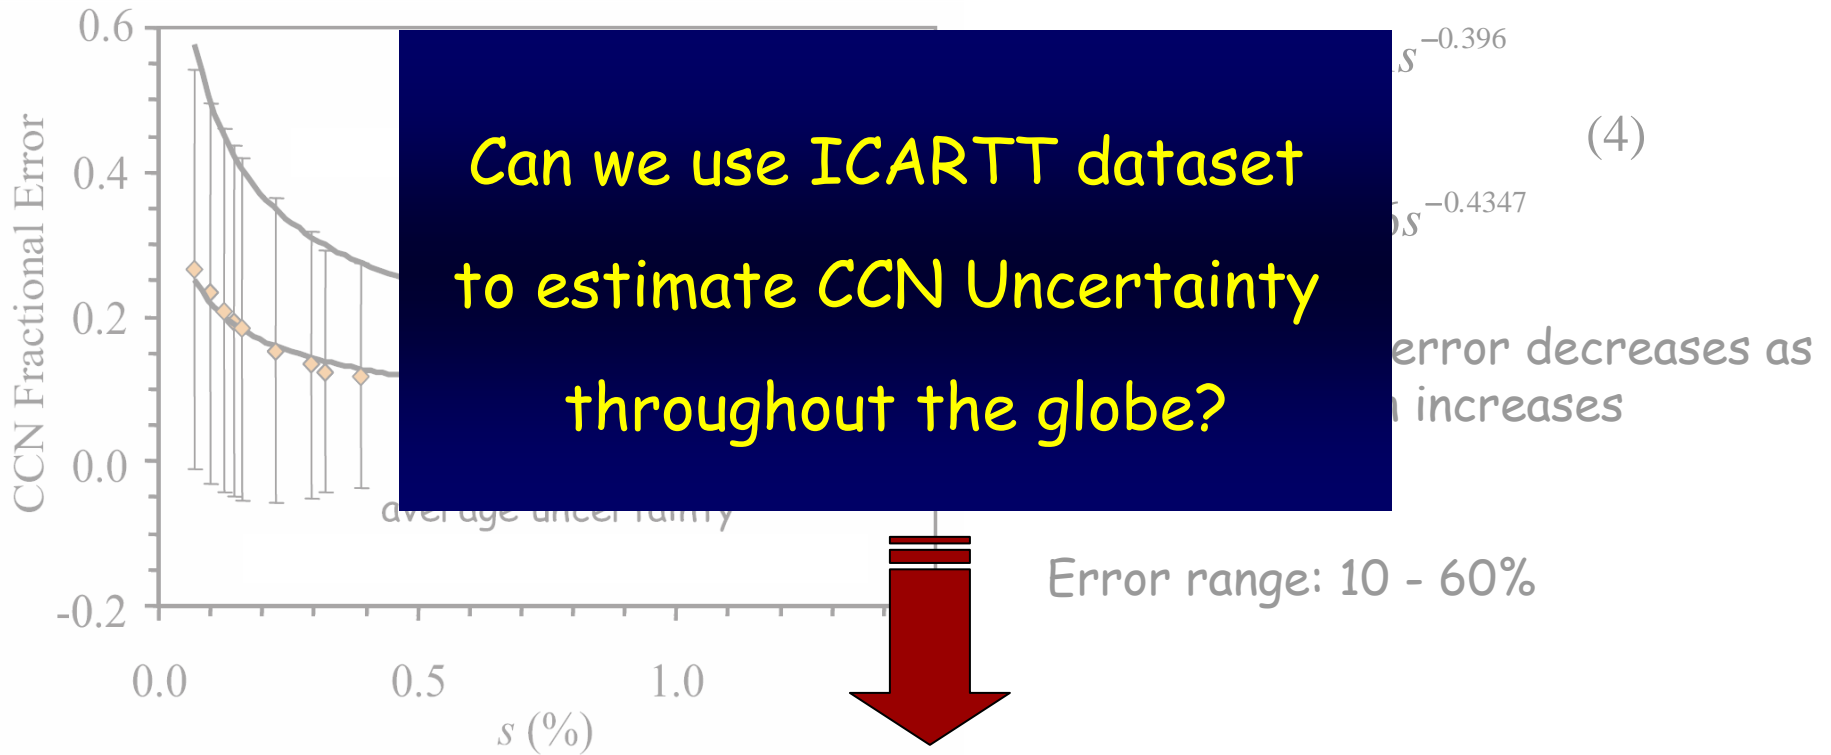 0.6
0.4
0.2
0.0
-0.2
CCN Fractional Error
0.0 0.5 1.0
s (%)
Can we use ICARTT dataset
to estimate CCN Uncertainty
throughout the globe?
average uncertainty
s^−0.396
(4)
s^−0.4347
error decreases as
increases
Error range: 10 - 60%